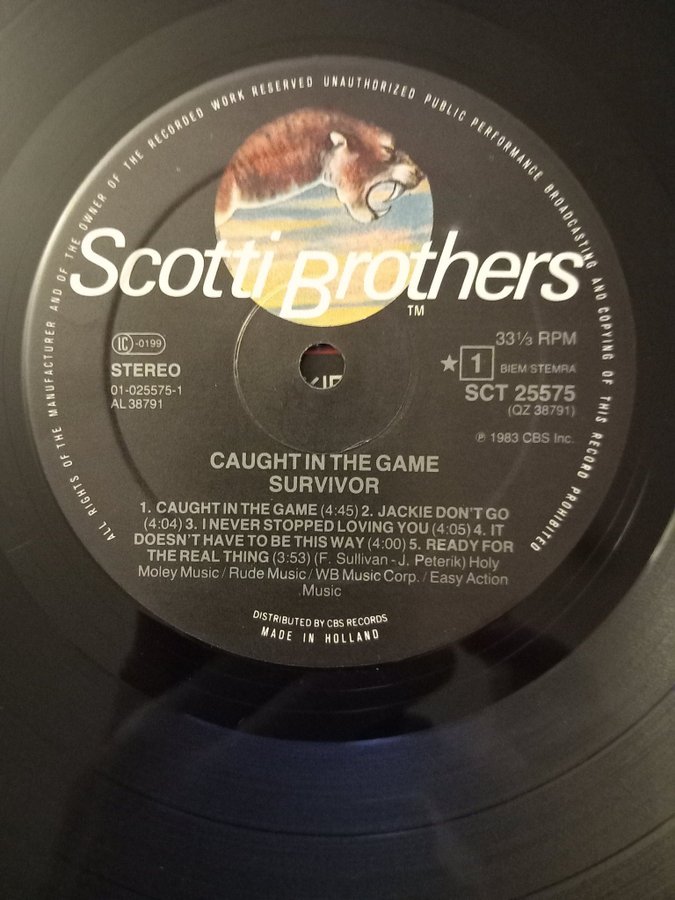 ALL RIGHTS OF THE MANUFACTURER AND OF THE OWNER OF THE RECORDED WORK RESERVED UNAUTHORIZED PUBLIC PERFORMANCE BROADCASTING AND COPYING OF THIS RECORD PROHIBITED
Scotti Brothers
TM
LC -0199
STEREO
01-025575-1
AL 38791
33⅓ RPM
★ 1 BIEM STEMRA
SCT 25575
(QZ 38791)
℗ 1983 CBS Inc.
CAUGHT IN THE GAME
SURVIVOR
1. CAUGHT IN THE GAME (4:45) 2. JACKIE DON'T GO
(4:04) 3. I NEVER STOPPED LOVING YOU (4:05) 4. IT
DOESN'T HAVE TO BE THIS WAY (4:00) 5. READY FOR
THE REAL THING (3:53) (F. Sullivan - J. Peterik) Holy
Moley Music / Rude Music / WB Music Corp. / Easy Action
Music
DISTRIBUTED BY CBS RECORDS
MADE IN HOLLAND